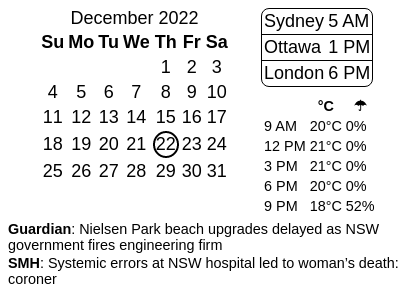 December 2022
Su Mo Tu We Th Fr Sa
1 2 3
4 5 6 7 8 9 10
11 12 13 14 15 16 17
18 19 20 21 22 23 24
25 26 27 28 29 30 31
Sydney 5 AM
Ottawa 1 PM
London 6 PM
°C ☂
9 AM 20°C 0%
12 PM 21°C 0%
3 PM 21°C 0%
6 PM 20°C 0%
9 PM 18°C 52%
Guardian: Nielsen Park beach upgrades delayed as NSW
government fires engineering firm
SMH: Systemic errors at NSW hospital led to woman’s death:
coroner